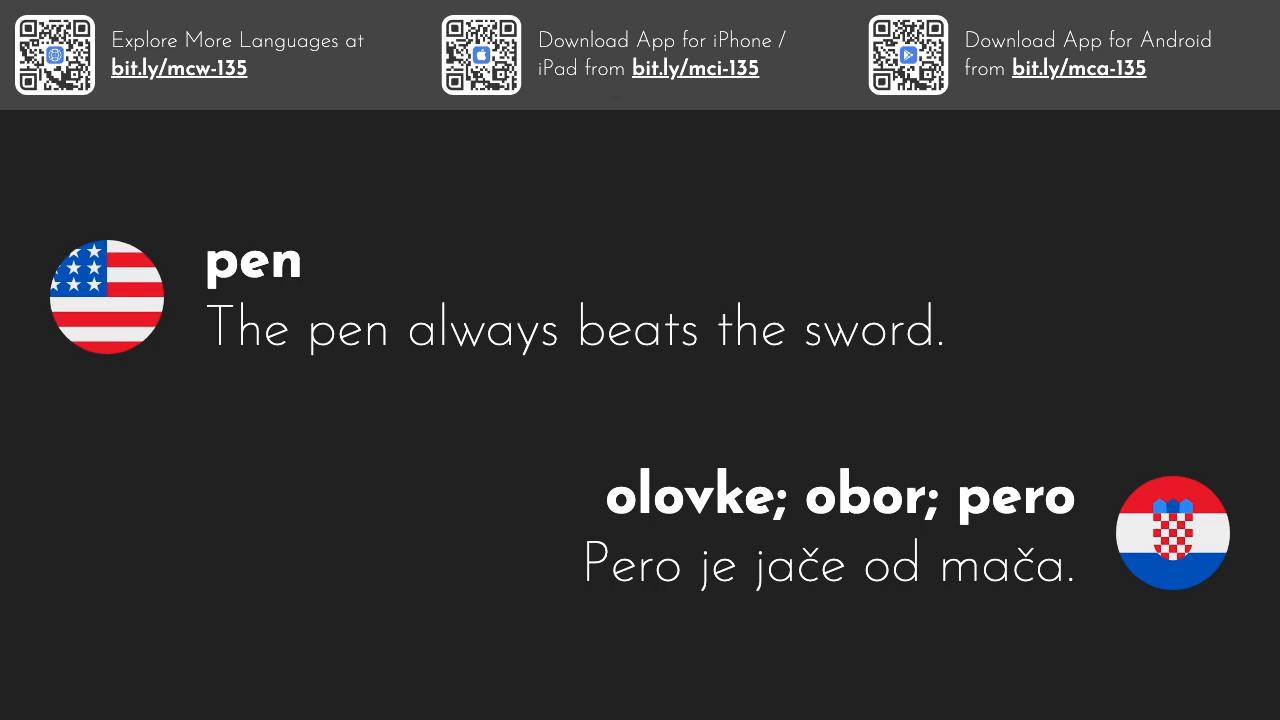 Explore More Languages at
bit.ly/mcw-135
Download App for iPhone /
iPad from bit.ly/mci-135
Download App for Android
from bit.ly/mca-135
pen
The pen always beats the sword.
olovke; obor; pero
Pero je jače od mača.